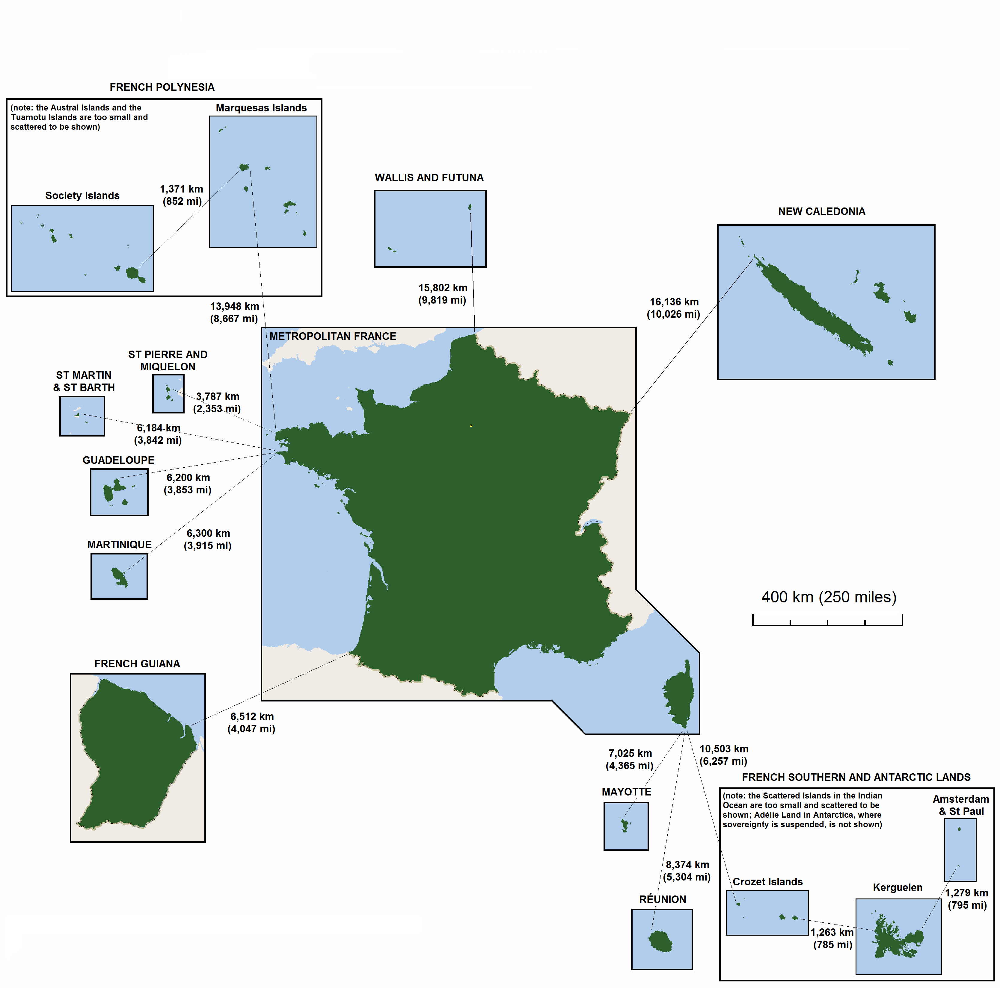 FRENCH POLYNESIA
(note: the Austral Islands and the
Tuamotu Islands are too small and
scattered to be shown)
Marquesas Islands
1,371 km
(852 mi)
Society Islands
WALLIS AND FUTUNA
NEW CALEDONIA
15,802 km
(9,819 mi)
13,948 km
(8,667 mi)
16,136 km
(10,026 mi)
METROPOLITAN FRANCE
ST PIERRE AND
MIQUELON
ST MARTIN
& ST BARTH
3,787 km
(2,353 mi)
6,184 km
(3,842 mi)
GUADELOUPE
6,200 km
(3,853 mi)
6,300 km
(3,915 mi)
MARTINIQUE
400 km (250 miles)
FRENCH GUIANA
6,512 km
(4,047 mi)
7,025 km
(4,365 mi)
10,503 km
(6,257 mi)
MAYOTTE
FRENCH SOUTHERN AND ANTARCTIC LANDS
(note: the Scattered Islands in the Indian
Ocean are too small and scattered to be
shown; Adélie Land in Antarctica, where
sovereignty is suspended, is not shown)
Amsterdam
& St Paul
8,374 km
(5,304 mi)
RÉUNION
Crozet Islands
Kerguelen
1,279 km
(795 mi)
1,263 km
(785 mi)